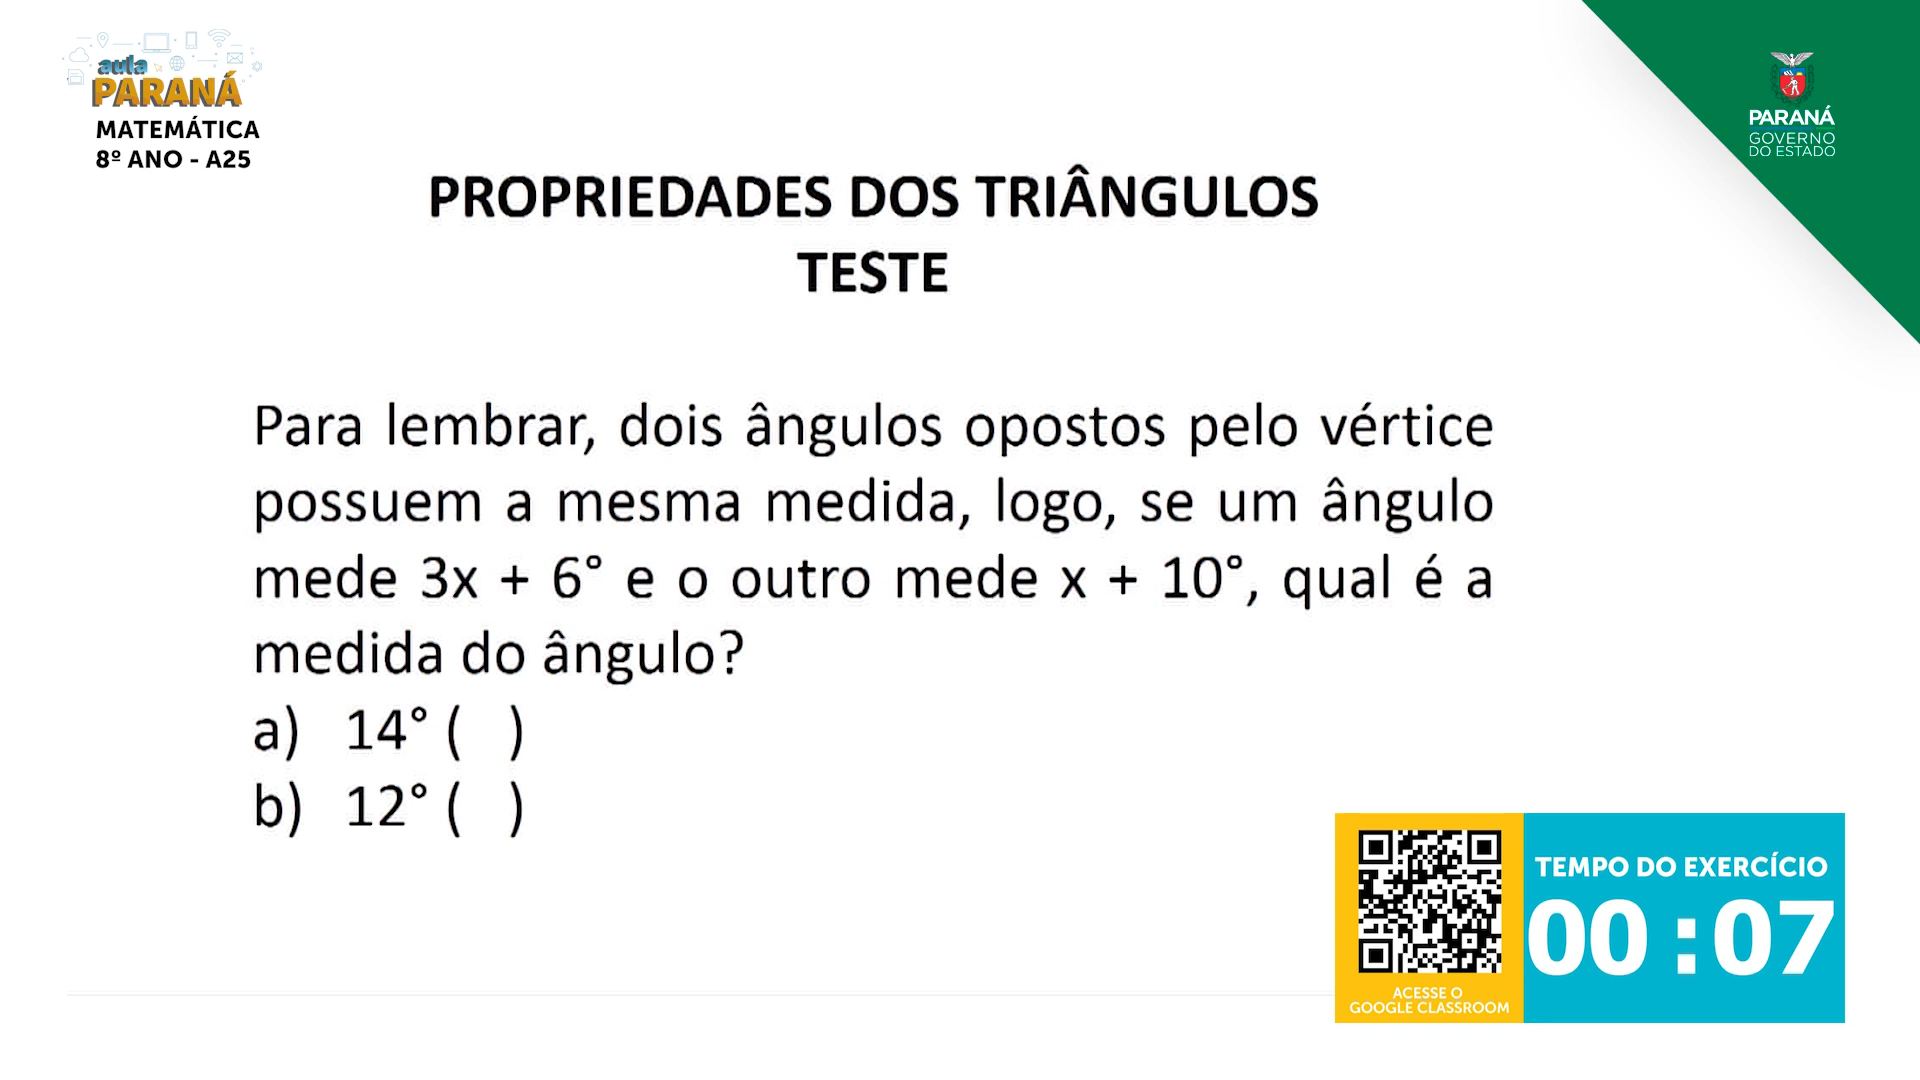 aula
PARANÁ
MATEMÁTICA
8º ANO - A25
PARANÁ
GOVERNO
DO ESTADO
PROPRIEDADES DOS TRIÂNGULOS
TESTE
Para lembrar, dois ângulos opostos pelo vértice
possuem a mesma medida, logo, se um ângulo
mede 3x + 6° e o outro mede x + 10°, qual é a
medida do ângulo?
a) 14° ( )
b) 12° ( )
TEMPO DO EXERCÍCIO
00 : 07
ACESSE O
GOOGLE CLASSROOM